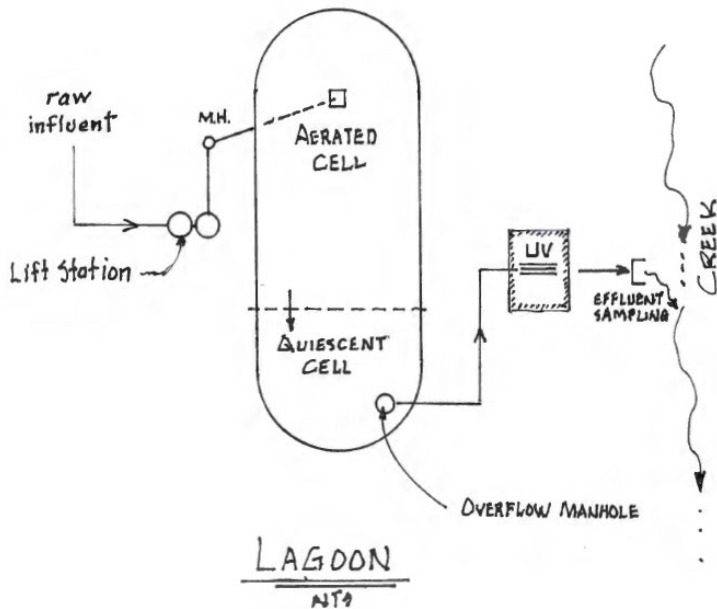 raw
influent
M.H.
AERATED
CELL
Lift Station
UV
EFFLUENT
SAMPLING
CREEK
QUIESCENT
CELL
OVERFLOW MANHOLE
LAGOON
NTS